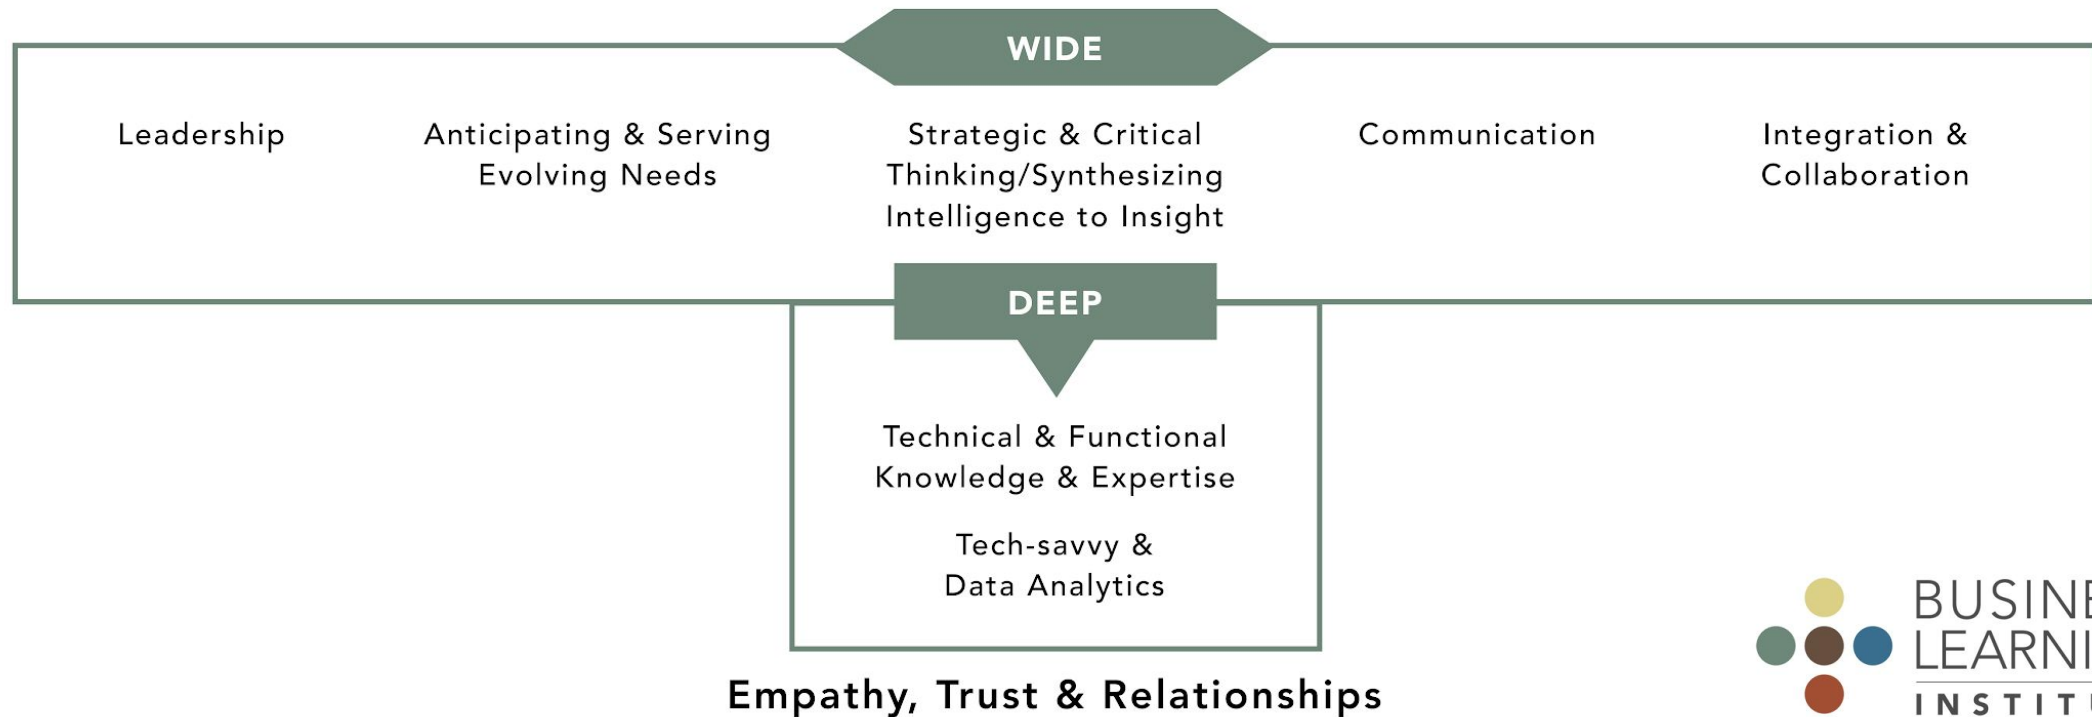 WIDE
Leadership
Anticipating & Serving
Evolving Needs
Strategic & Critical
Thinking/Synthesizing
Intelligence to Insight
Communication
Integration &
Collaboration
DEEP
Technical & Functional
Knowledge & Expertise
Tech-savvy &
Data Analytics
Empathy, Trust & Relationships